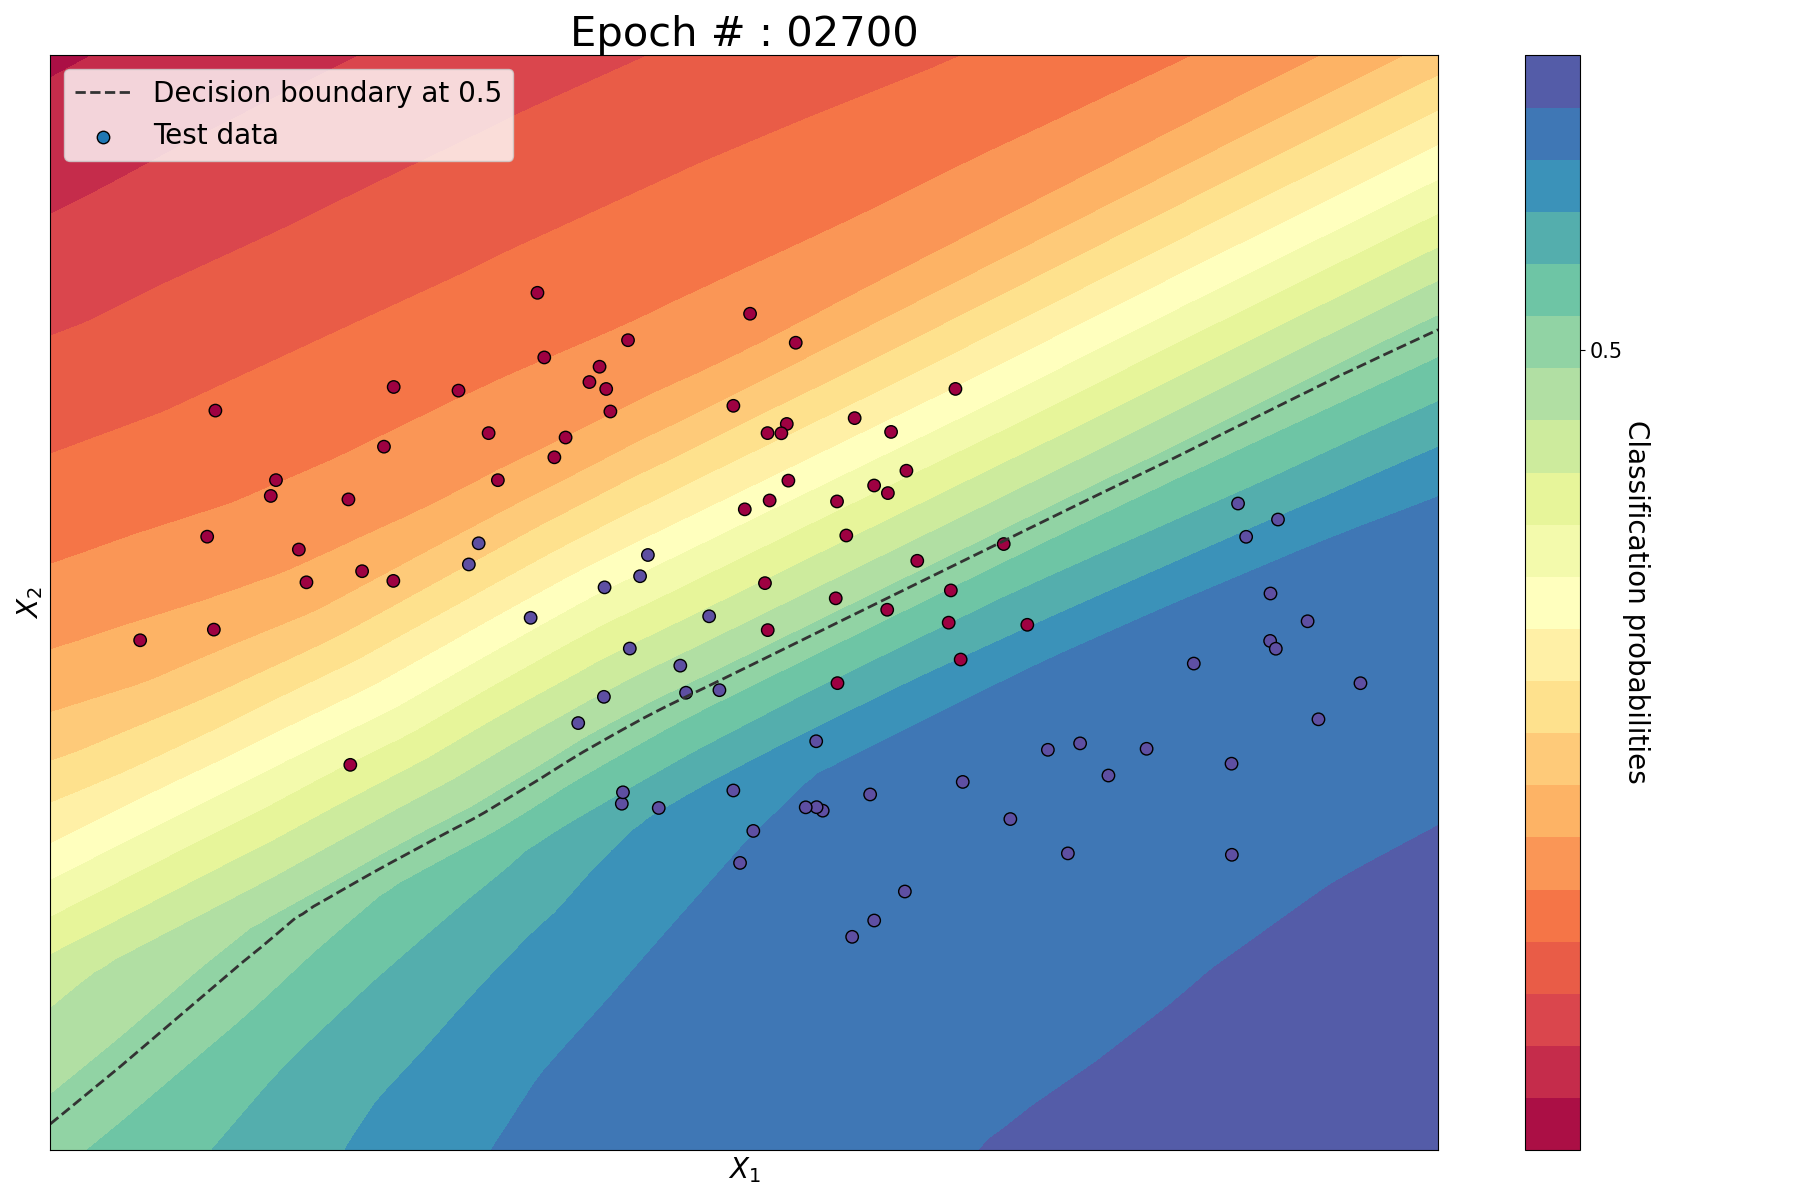 Epoch # : 02700
Decision boundary at 0.5
Test data
X₂
X₁
0.5
Classification probabilities